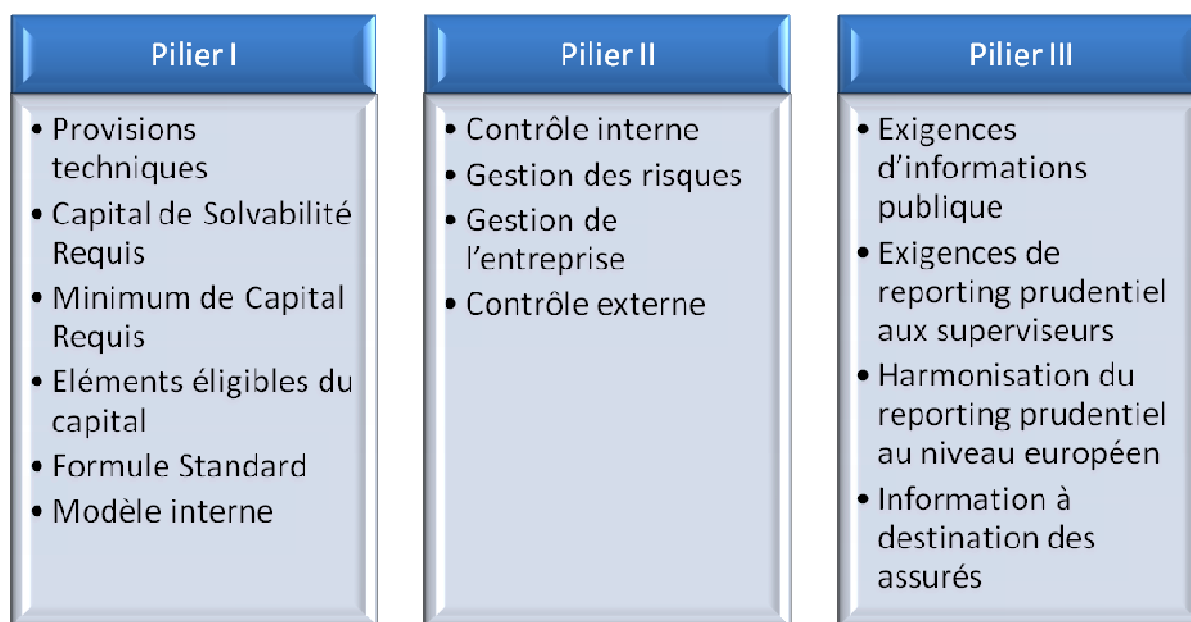 Pilier I
• Provisions
techniques
• Capital de Solvabilité
Requis
• Minimum de Capital
Requis
• Eléments éligibles du
capital
• Formule Standard
• Modèle interne
Pilier II
• Contrôle interne
• Gestion des risques
• Gestion de
l'entreprise
• Contrôle externe
Pilier III
• Exigences
d'informations
publique
• Exigences de
reporting prudentiel
aux superviseurs
• Harmonisation du
reporting prudentiel
au niveau européen
• Information à
destination des
assurés